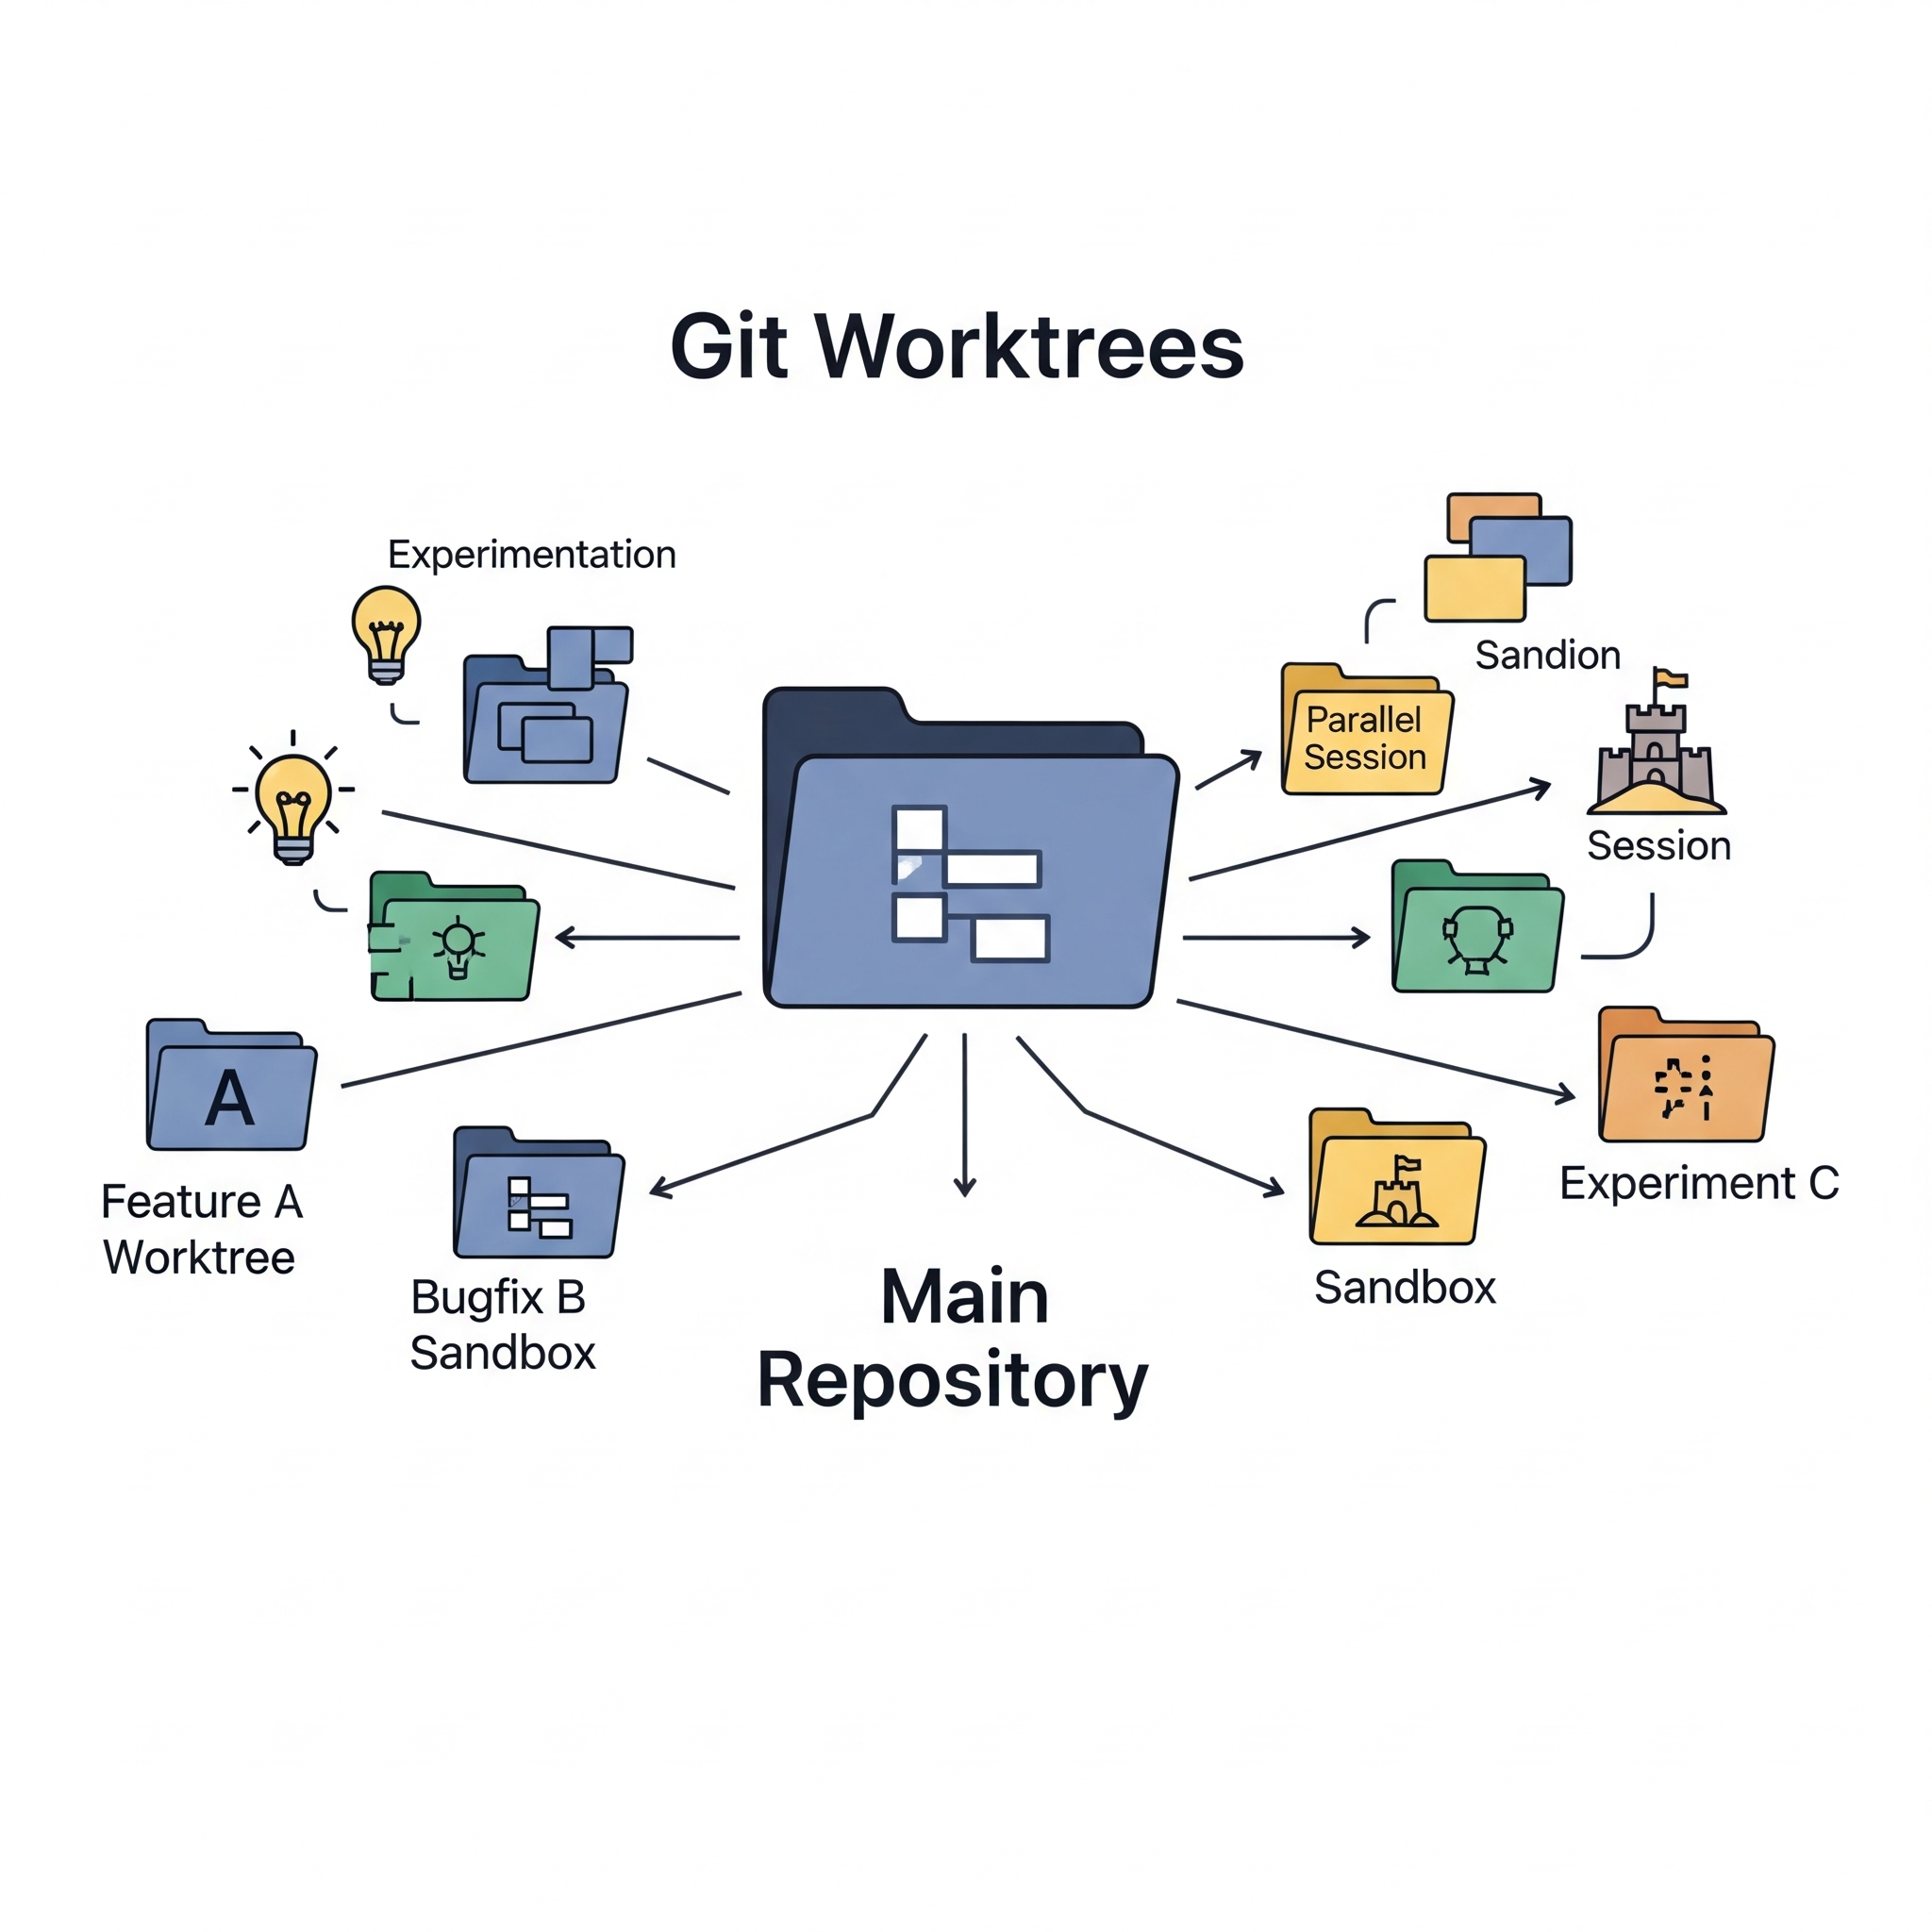 Git Worktrees
Experimentation
Sandion
Parallel
Session
Session
A
Feature A
Worktree
Experiment C
Bugfix B
Sandbox
Main
Repository
Sandbox